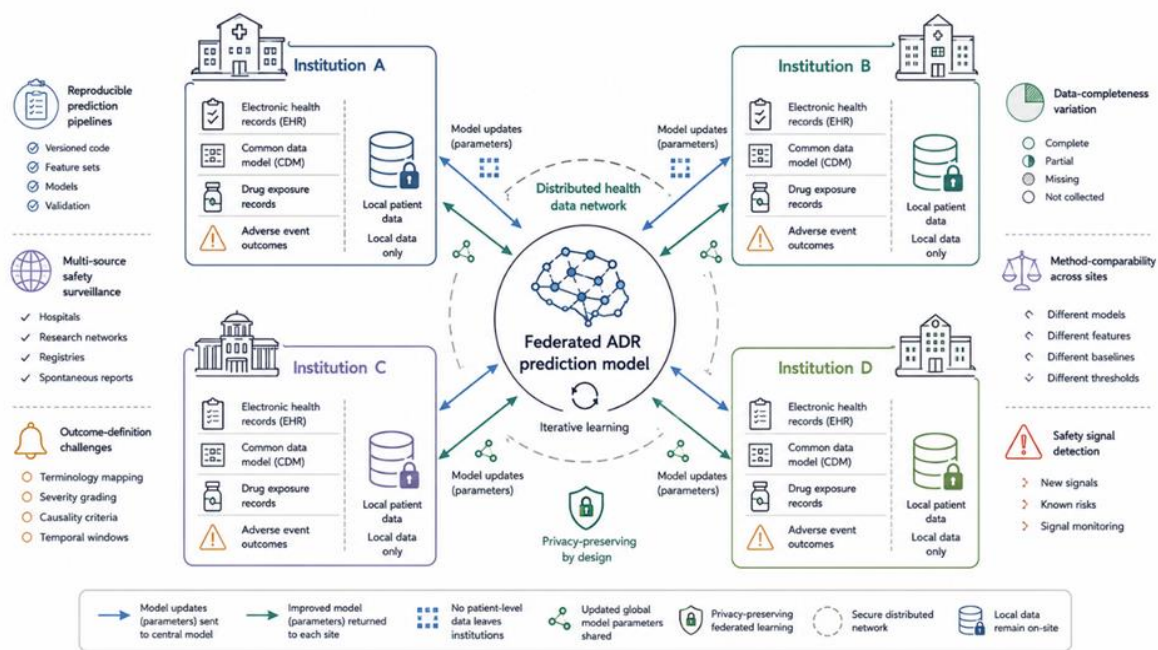 Reproducible
prediction
pipelines
Versioned code
Feature sets
Models
Validation
Multi-source
safety
surveillance
Hospitals
Research networks
Registries
Spontaneous reports
Outcome-definition
challenges
Terminology mapping
Severity grading
Causality criteria
Temporal windows
Institution A
Electronic health
records (EHR)
Common data
model (CDM)
Drug exposure
records
Adverse event
outcomes
Local patient
data
Local data
only
Model updates
(parameters)
Institution C
Electronic health
records (EHR)
Common data
model (CDM)
Drug exposure
records
Adverse event
outcomes
Local patient
data
Local data
only
Model updates
(parameters)
Distributed health
data network
Federated ADR
prediction model
Iterative learning
Privacy-preserving
by design
Model updates
(parameters)
Institution B
Electronic health
records (EHR)
Common data
model (CDM)
Drug exposure
records
Adverse event
outcomes
Local patient
data
Local data
only
Model updates
(parameters)
Institution D
Electronic health
records (EHR)
Common data
model (CDM)
Drug exposure
records
Adverse event
outcomes
Local patient
data
Local data
only
Data-completeness
variation
Complete
Partial
Missing
Not collected
Method-comparability
across sites
Different models
Different features
Different baselines
Different thresholds
Safety signal
detection
New signals
Known risks
Signal monitoring
Model updates
(parameters) sent
to central model
Improved model
(parameters) returned
to each site
No patient-level
data leaves
institutions
Updated global
model parameters
shared
Privacy-preserving
federated learning
Secure distributed
network
Local data
remain on-site